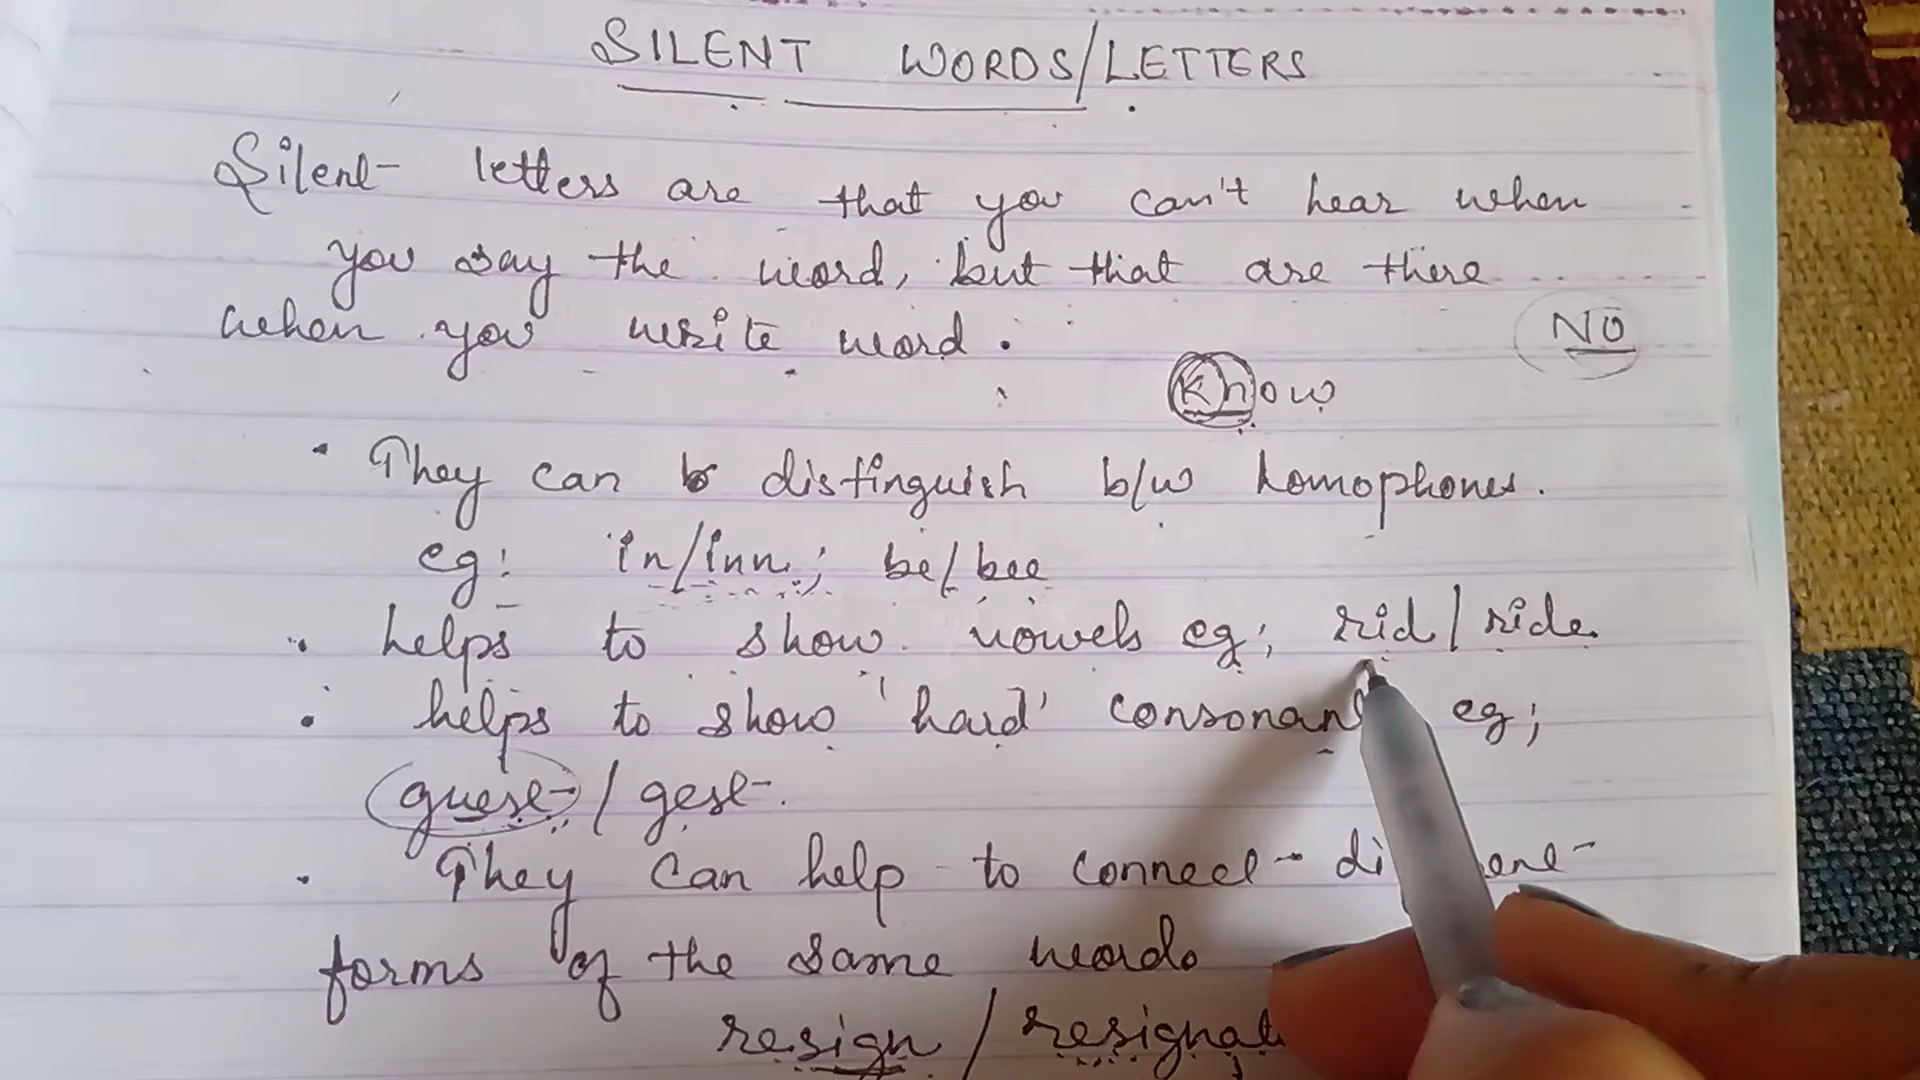 SILENT WORDS/LETTERS
Silent letters are that you can't hear when
you say the word, but that are there
when you write word.
NO
Know
• They can distinguish b/w homophones.
eg: in/inn; be/bee
• helps to show vowels eg; rid/ride.
• helps to show 'hard' consonant eg;
guest/gest.
• They can help to connect
forms of the same word.
resign/